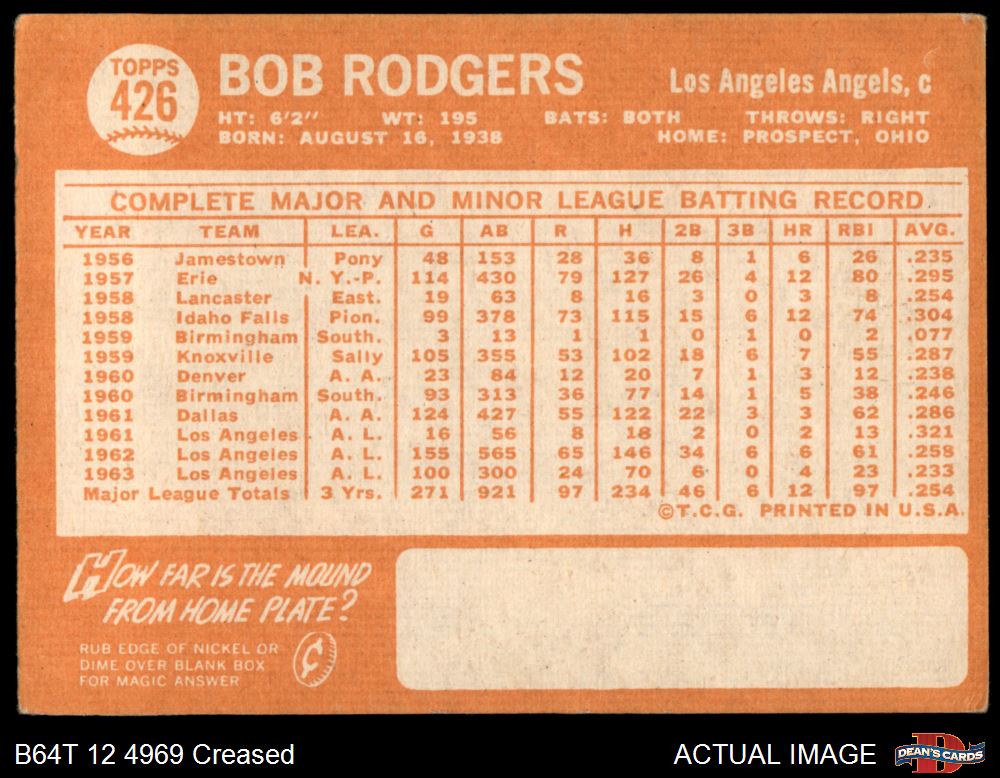 TOPPS
426
BOB RODGERS
Los Angeles Angels, c
HT: 6'2" WT: 195 BATS: BOTH THROWS: RIGHT
BORN: AUGUST 16, 1938 HOME: PROSPECT, OHIO
COMPLETE MAJOR AND MINOR LEAGUE BATTING RECORD
YEAR TEAM LEA. G AB R H 2B 3B HR RBI AVG.
1956 Jamestown Pony 48 153 28 36 8 1 6 26 .235
1957 Erie N. Y.-P. 114 430 79 127 26 4 12 80 .295
1958 Lancaster East. 19 63 8 16 3 0 3 8 .254
1958 Idaho Falls Pion. 99 378 73 115 15 6 12 74 .304
1959 Birmingham South. 3 13 1 1 0 1 0 2 .077
1959 Knoxville Sally 105 355 53 102 18 6 7 55 .287
1960 Denver A. A. 23 84 12 20 7 1 3 12 .238
1960 Birmingham South. 93 313 36 77 14 1 5 38 .246
1961 Dallas A. A. 124 427 55 122 22 3 3 62 .286
1961 Los Angeles A. L. 16 56 8 18 2 0 2 13 .321
1962 Los Angeles A. L. 155 565 65 146 34 6 6 61 .258
1963 Los Angeles A. L. 100 300 24 70 6 0 4 23 .233
Major League Totals 3 Yrs. 271 921 97 234 46 6 12 97 .254
©T.C.G. PRINTED IN U.S.A.
HOW FAR IS THE MOUND
FROM HOME PLATE?
RUB EDGE OF NICKEL OR
DIME OVER BLANK BOX
FOR MAGIC ANSWER
¢
B64T 12 4969 Creased
ACTUAL IMAGE
DEAN'S CARDS